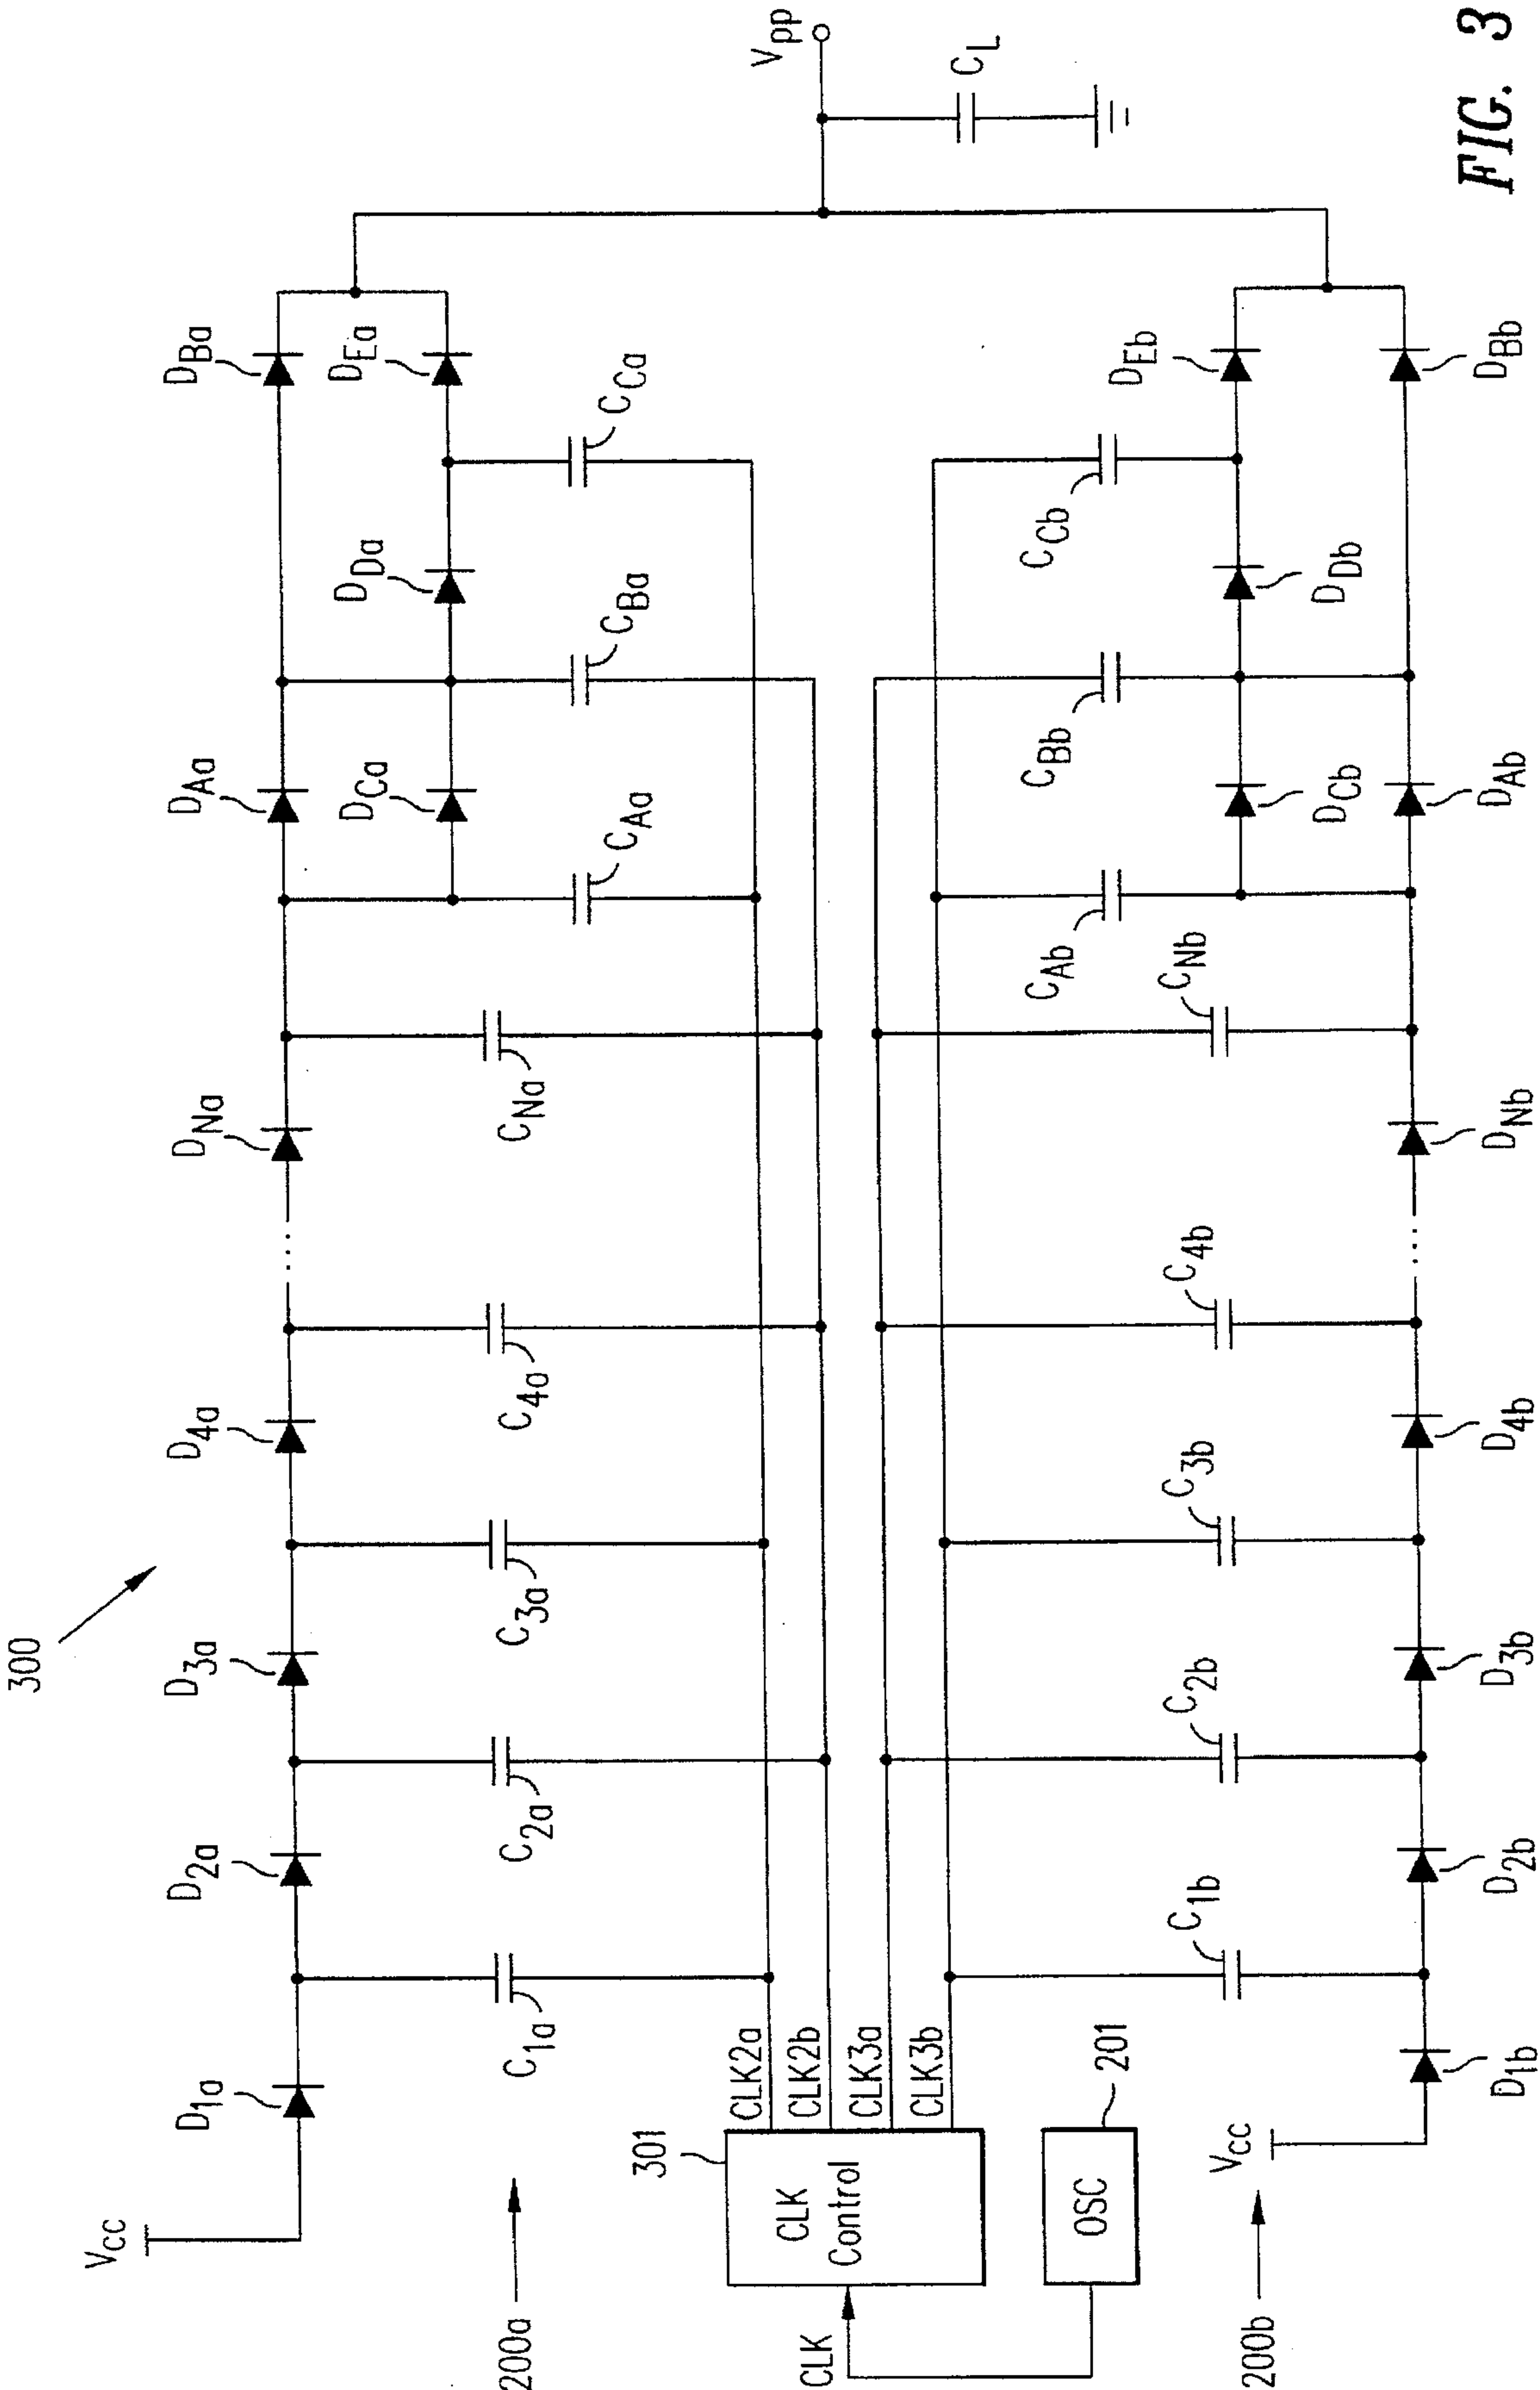 300
V_CC
D_1a
D_2a
D_3a
D_4a
D_Na
D_Aa
D_Ba
...
C_1a
C_2a
C_3a
C_4a
C_Na
D_Ca
D_Da
D_Ea
C_Aa
C_Ba
C_Ca
200a
301
CLK
Control
CLK2a
CLK2b
CLK3a
CLK3b
V_pp
C_L
CLK
OSC
201
C_1b
C_2b
C_3b
C_4b
C_Nb
C_Ab
C_Bb
C_Cb
D_Cb
D_Db
D_Eb
200b
V_CC
...
D_1b
D_2b
D_3b
D_4b
D_Nb
D_Ab
D_Bb
FIG. 3